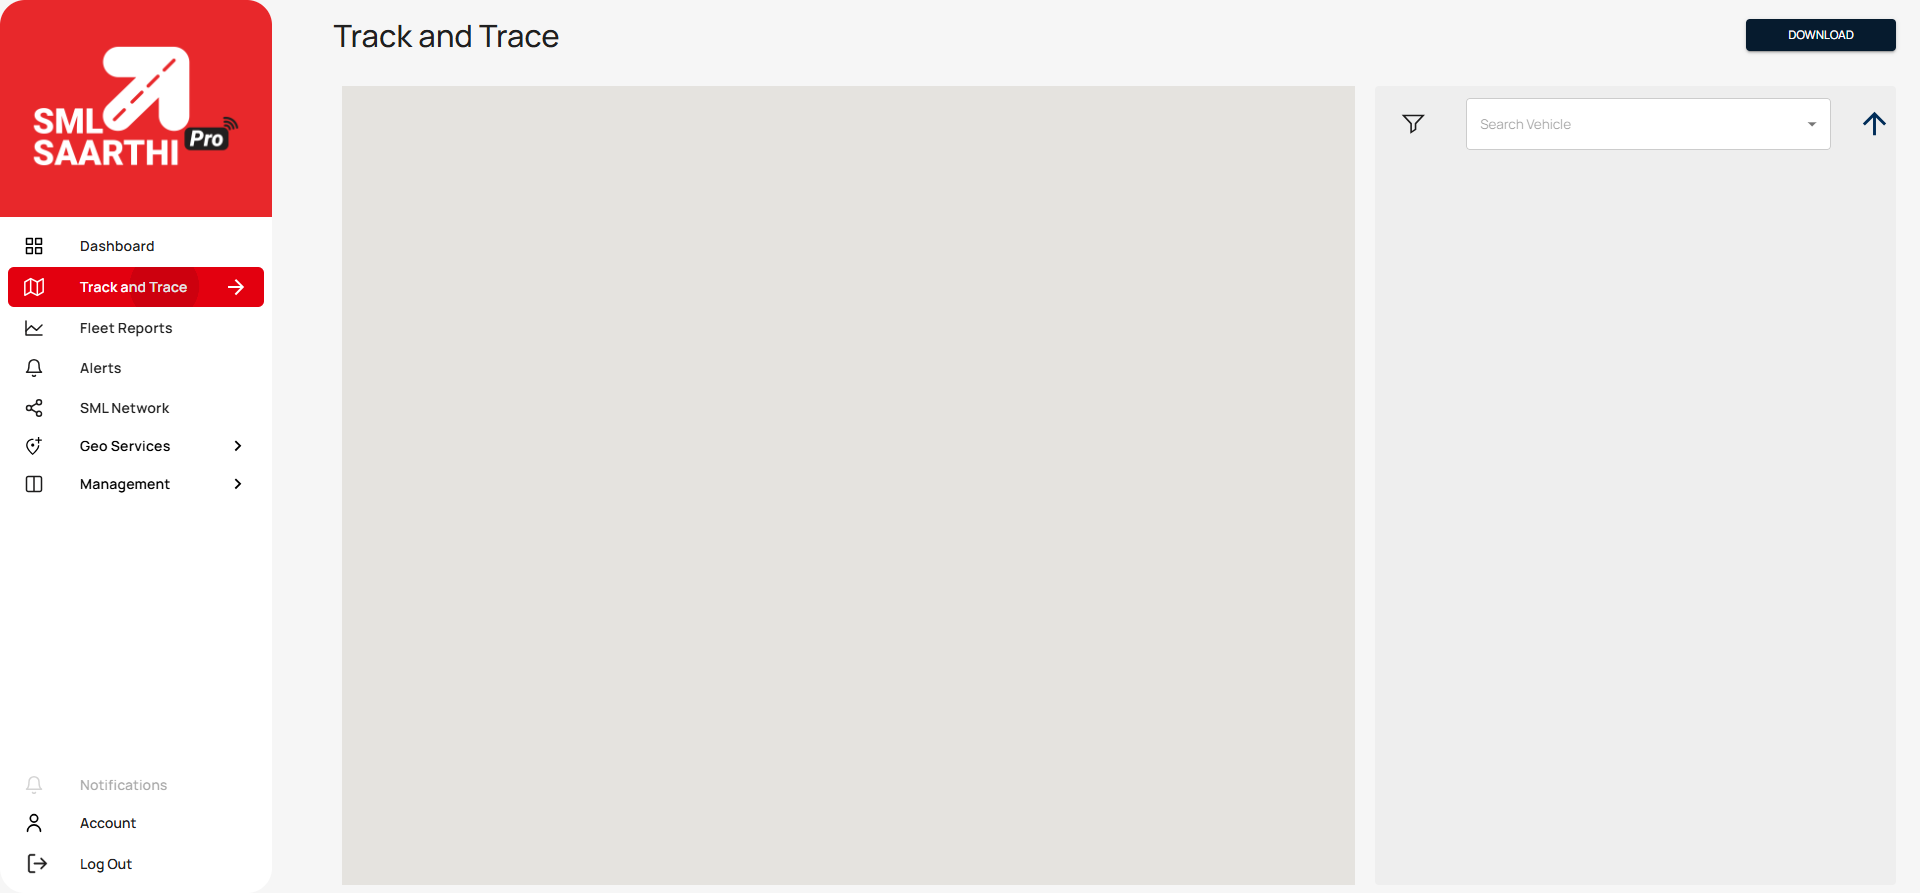 SML
SAARTHI Pro
Dashboard
Track and Trace
Fleet Reports
Alerts
SML Network
Geo Services
Management
Notifications
Account
Log Out
Track and Trace
DOWNLOAD
Search Vehicle